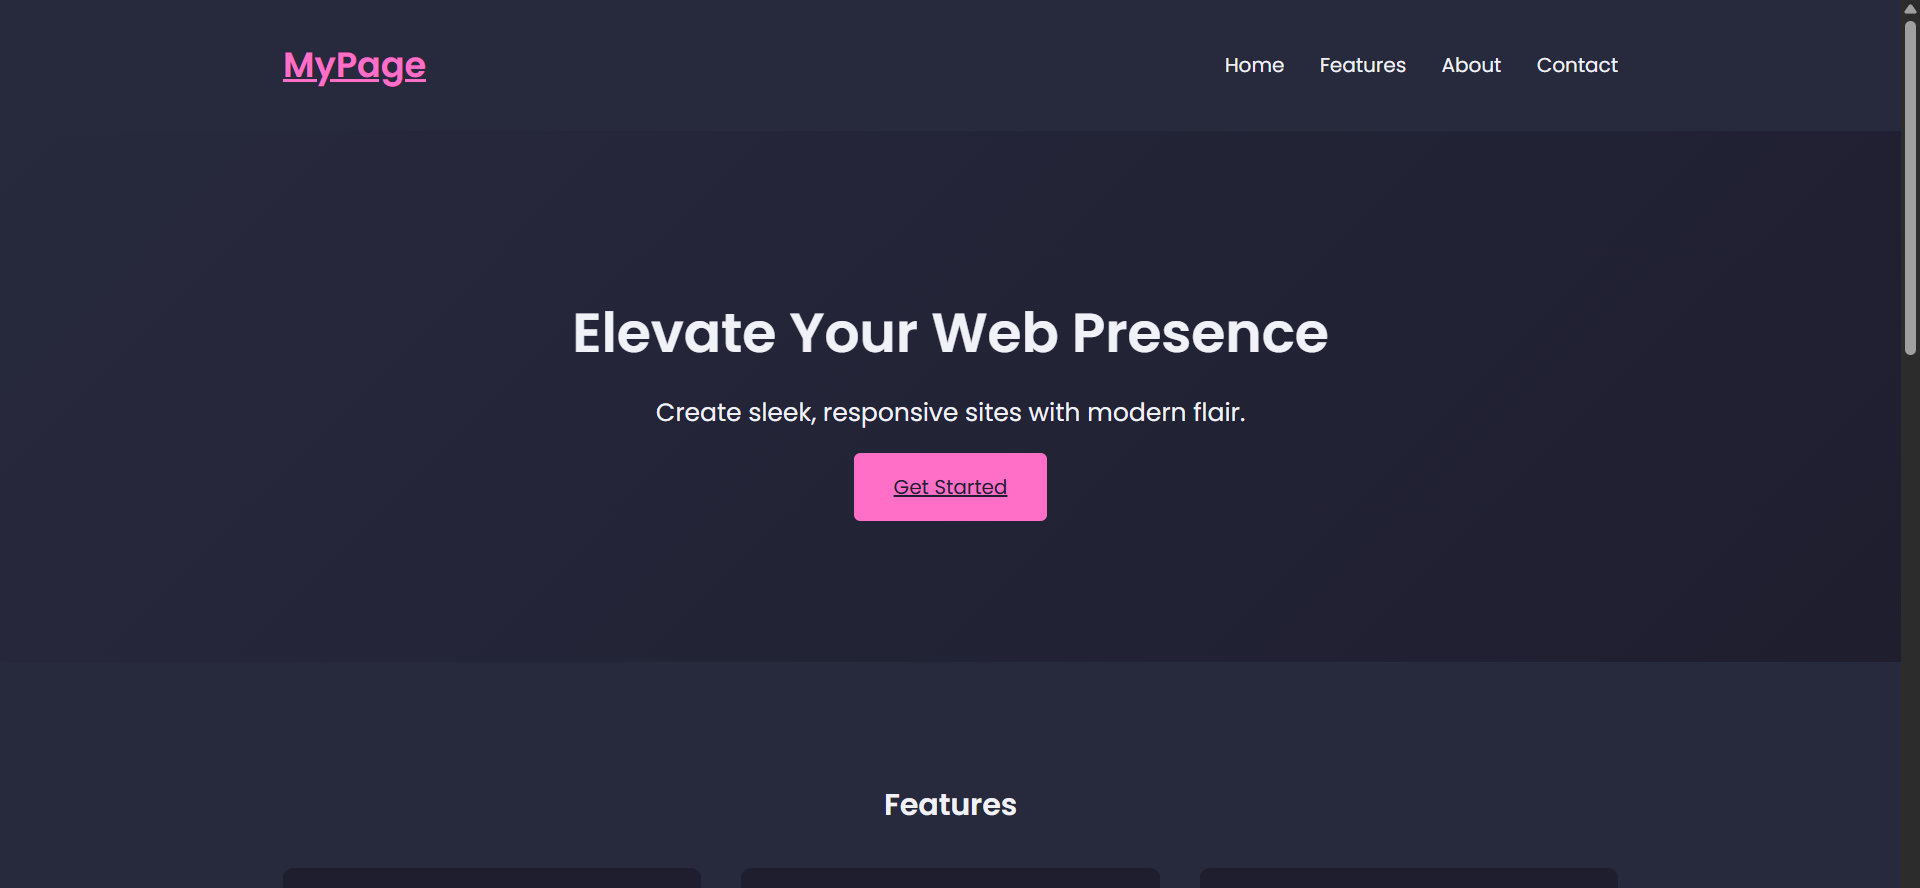 MyPage
Home Features About Contact
Elevate Your Web Presence
Create sleek, responsive sites with modern flair.
Get Started
Features